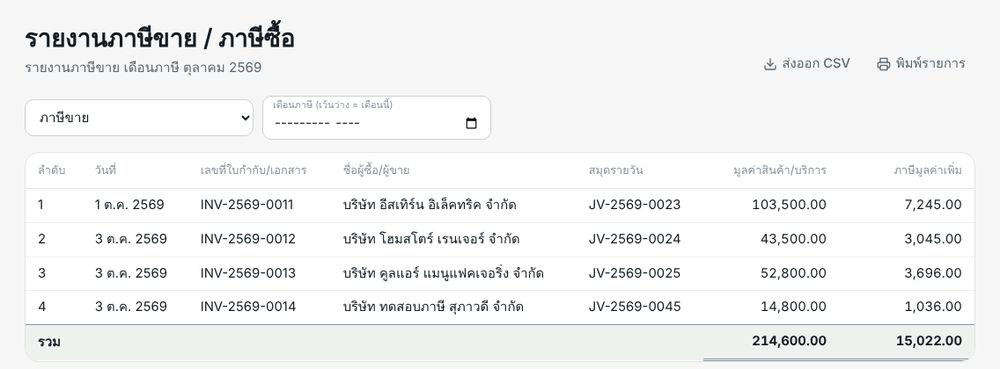 รายงานภาษีขาย / ภาษีซื้อ
รายงานภาษีขาย เดือนภาษี ตุลาคม 2569
ส่งออก CSV พิมพ์รายการ
ภาษีขาย
เดือนภาษี (เว้นว่าง = เดือนนี้)
--------- ----
ลำดับ วันที่ เลขที่ใบกำกับ/เอกสาร ชื่อผู้ซื้อ/ผู้ขาย สมุดรายวัน มูลค่าสินค้า/บริการ ภาษีมูลค่าเพิ่ม
1 1 ต.ค. 2569 INV-2569-0011 บริษัท อีสเทิร์น อิเล็คทริค จำกัด JV-2569-0023 103,500.00 7,245.00
2 3 ต.ค. 2569 INV-2569-0012 บริษัท โฮมสโตร์ เรนเจอร์ จำกัด JV-2569-0024 43,500.00 3,045.00
3 3 ต.ค. 2569 INV-2569-0013 บริษัท คูลแอร์ แมนูแฟคเจอริ่ง จำกัด JV-2569-0025 52,800.00 3,696.00
4 3 ต.ค. 2569 INV-2569-0014 บริษัท ทดสอบภาษี สุภาวดี จำกัด JV-2569-0045 14,800.00 1,036.00
รวม 214,600.00 15,022.00